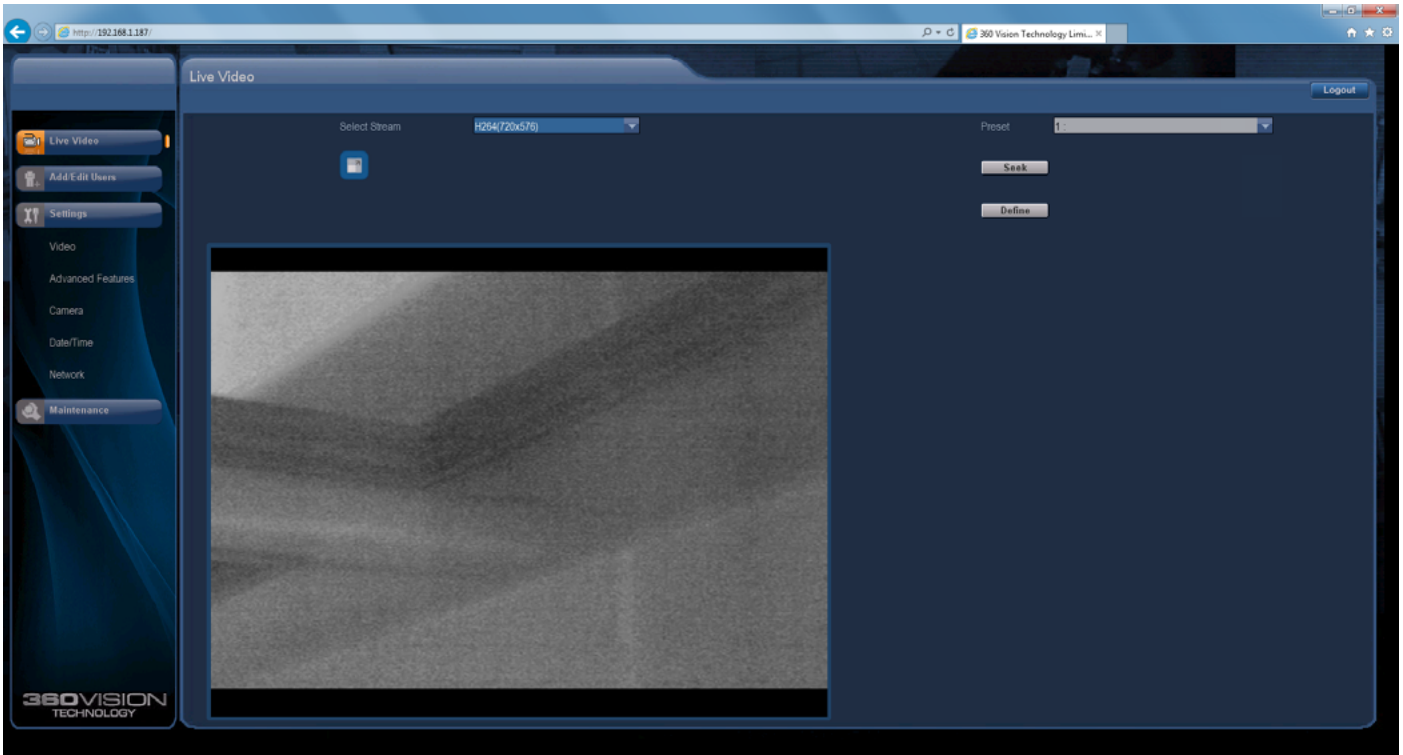 http://192.168.1.187/
360 Vision Technology Limi...
Live Video
Logout
Live Video
Add/Edit Users
Settings
Video
Advanced Features
Camera
Date/Time
Network
Maintenance
Select Stream H264(720x576)
Preset 1 :
Seek
Define
360VISION
TECHNOLOGY